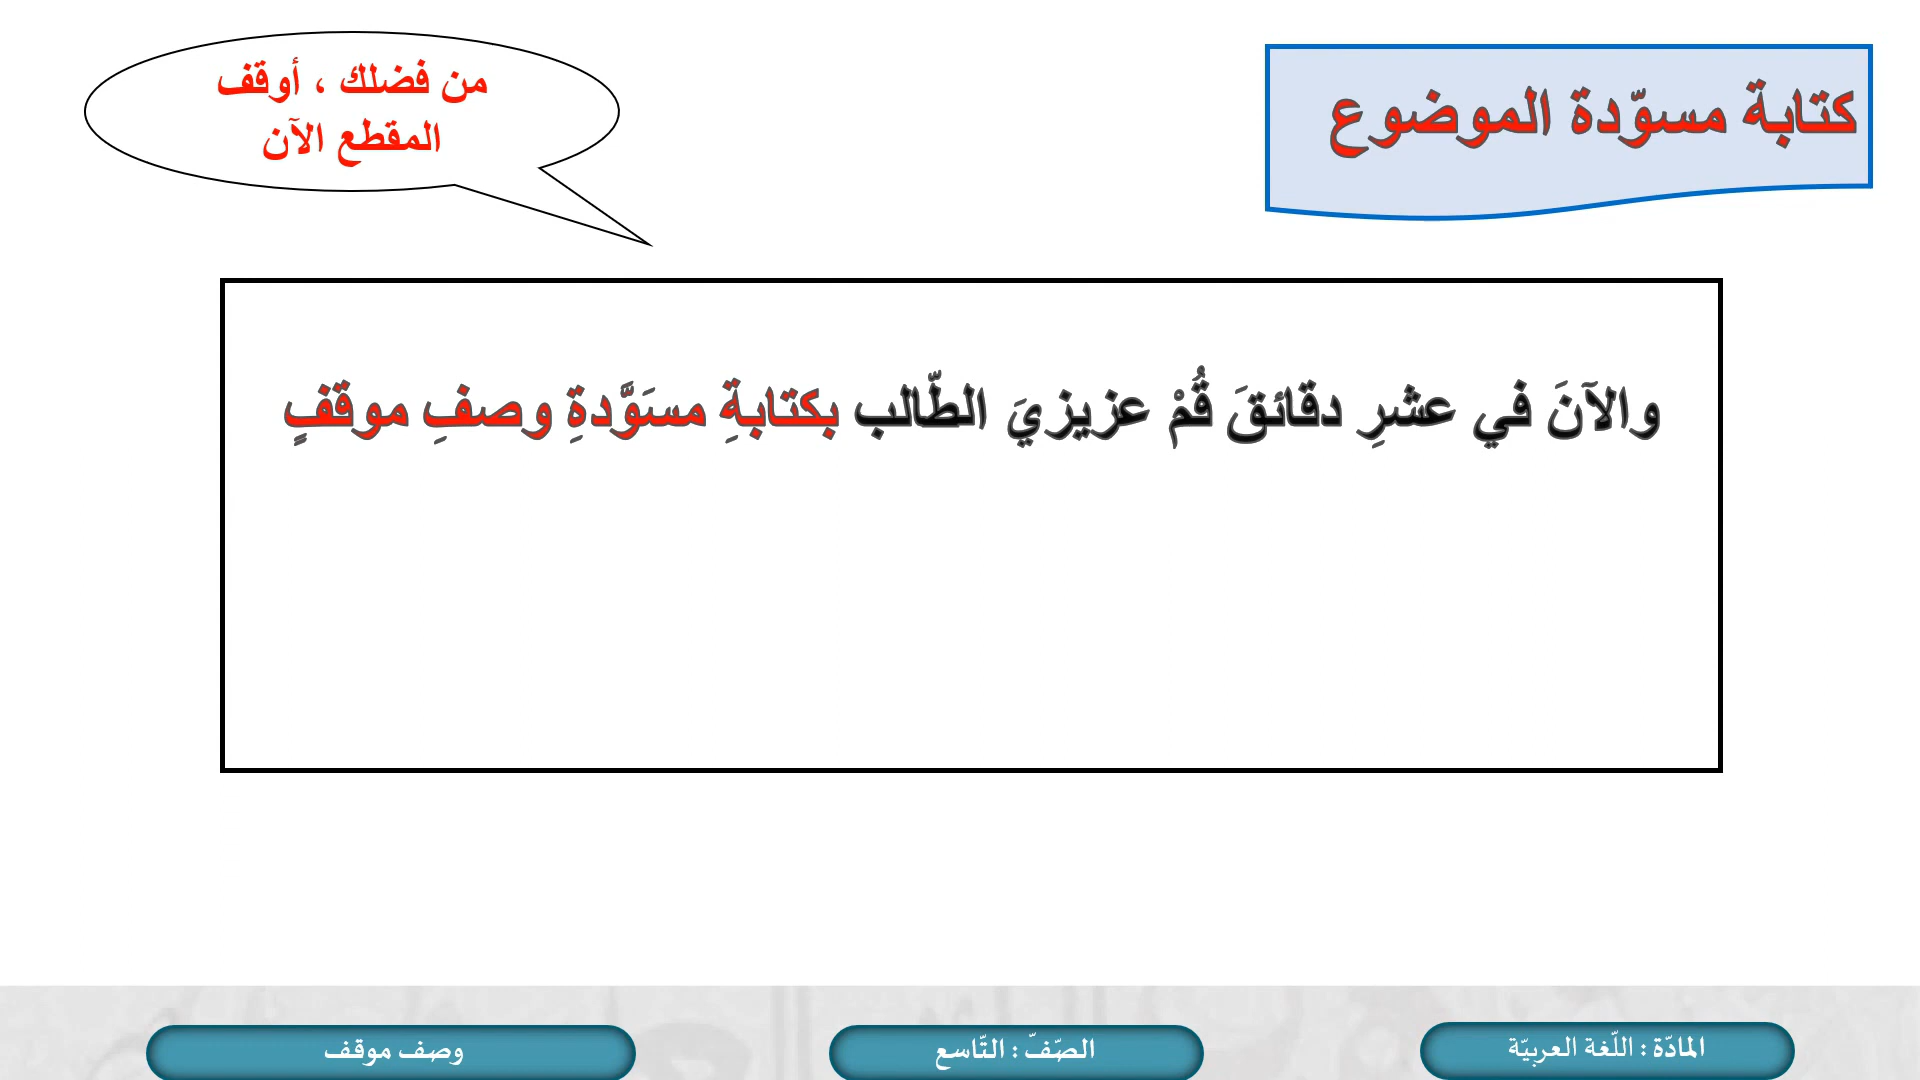 كتابة مسوّدة الموضوع
من فضلك ، أوقف
المقطع الآن
والآنَ في عشرِ دقائقَ قُمْ عزيزيَ الطّالب بكتابةِ مسَوَّدةِ وصفِ موقفٍ
المادّة : اللّغة العربيّة
الصّفّ : التّاسع
وصف موقف